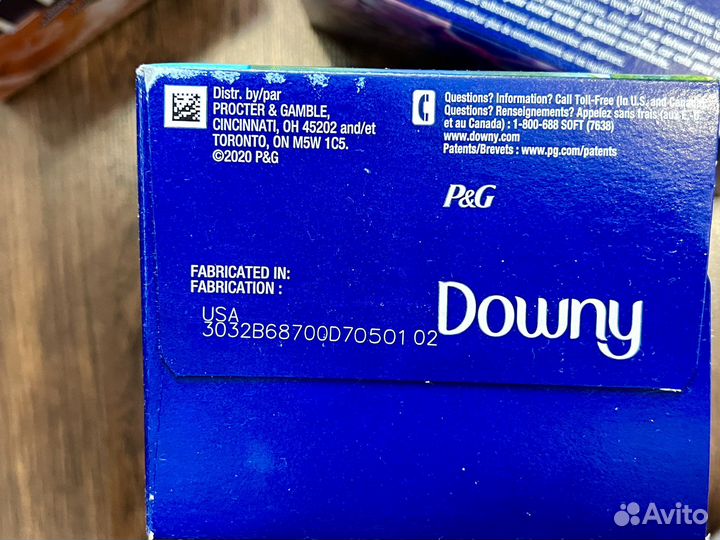 Distr. by/par
PROCTER & GAMBLE,
CINCINNATI, OH 45202 and/et
TORONTO, ON M5W 1C5.
©2020 P&G
Questions? Information? Call Toll-Free (In U.S. and Canada
Questions? Renseignements? Appelez sans frais (aux É.-U.
et au Canada) : 1-800-688 SOFT (7638)
www.downy.com
Patents/Brevets : www.pg.com/patents
P&G
FABRICATED IN:
FABRICATION :
USA
3032B68700D70501 02
Downy
Avito